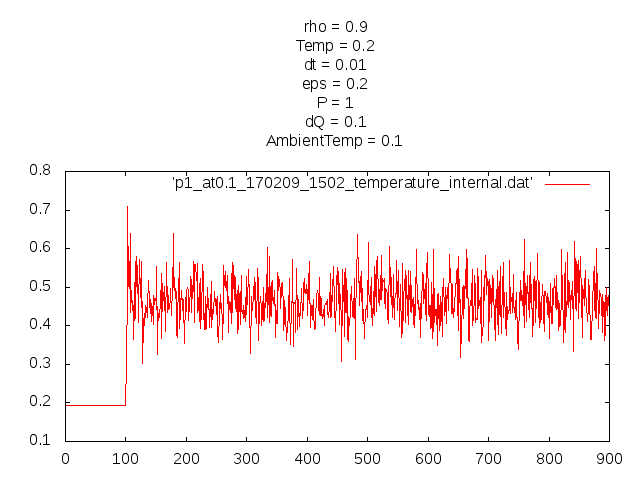 rho = 0.9
Temp = 0.2
dt = 0.01
eps = 0.2
P = 1
dQ = 0.1
AmbientTemp = 0.1
0.8
'p1_at0.1_170209_1502_temperature_internal.dat'
0.7
0.6
0.5
0.4
0.3
0.2
0.1
0 100 200 300 400 500 600 700 800 900